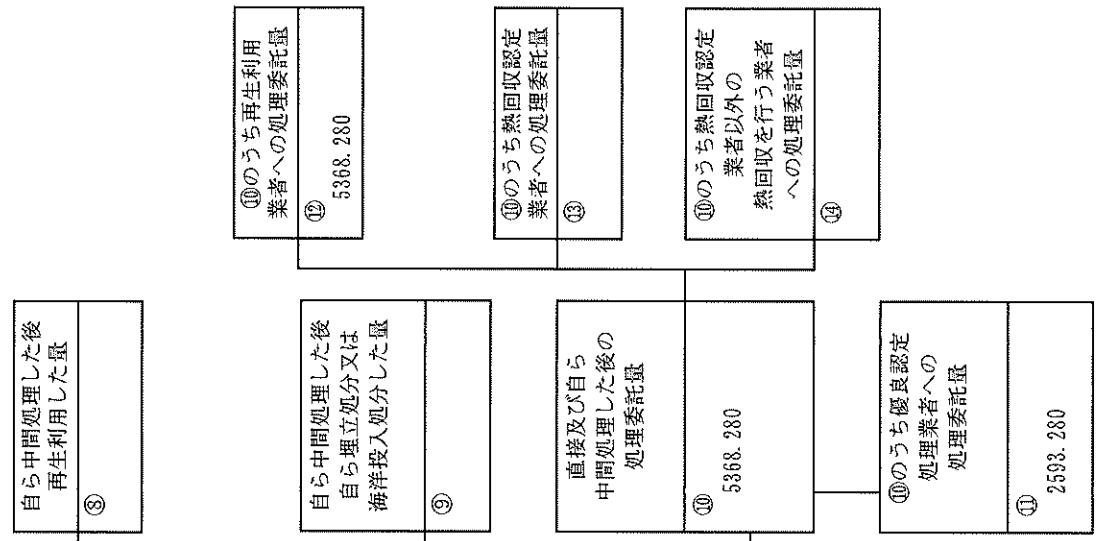 自ら中間処理した後
再生利用した量
⑧
自ら中間処理した後
自ら埋立処分又は
海洋投入処分した量
⑨
直接及び自ら
中間処理した後の
処理委託量
⑩
5368.280
⑩のうち優良認定
処理業者への
処理委託量
⑪
2593.280
⑩のうち再生利用
業者への処理委託量
⑫
5368.280
⑩のうち熱回収認定
業者への処理委託量
⑬
⑩のうち熱回収認定
業者以外の
熱回収を行う業者
への処理委託量
⑭